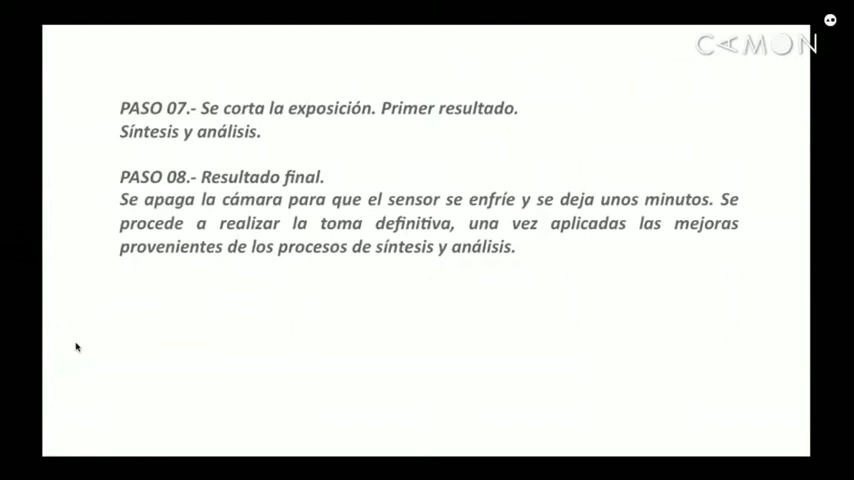 CAMON
PASO 07.- Se corta la exposición. Primer resultado.
Síntesis y análisis.
PASO 08.- Resultado final.
Se apaga la cámara para que el sensor se enfríe y se deja unos minutos. Se
procede a realizar la toma definitiva, una vez aplicadas las mejoras
provenientes de los procesos de síntesis y análisis.